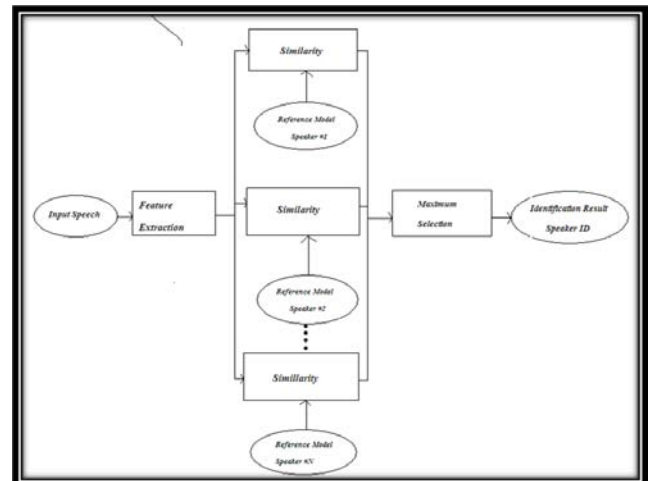 Similarity
Reference Model
Speaker #1
Input Speech
Feature
Extraction
Similarity
Maximum
Selection
Identification Result
Speaker ID
Reference Model
Speaker #2
Simillarity
Reference Model
Speaker #N